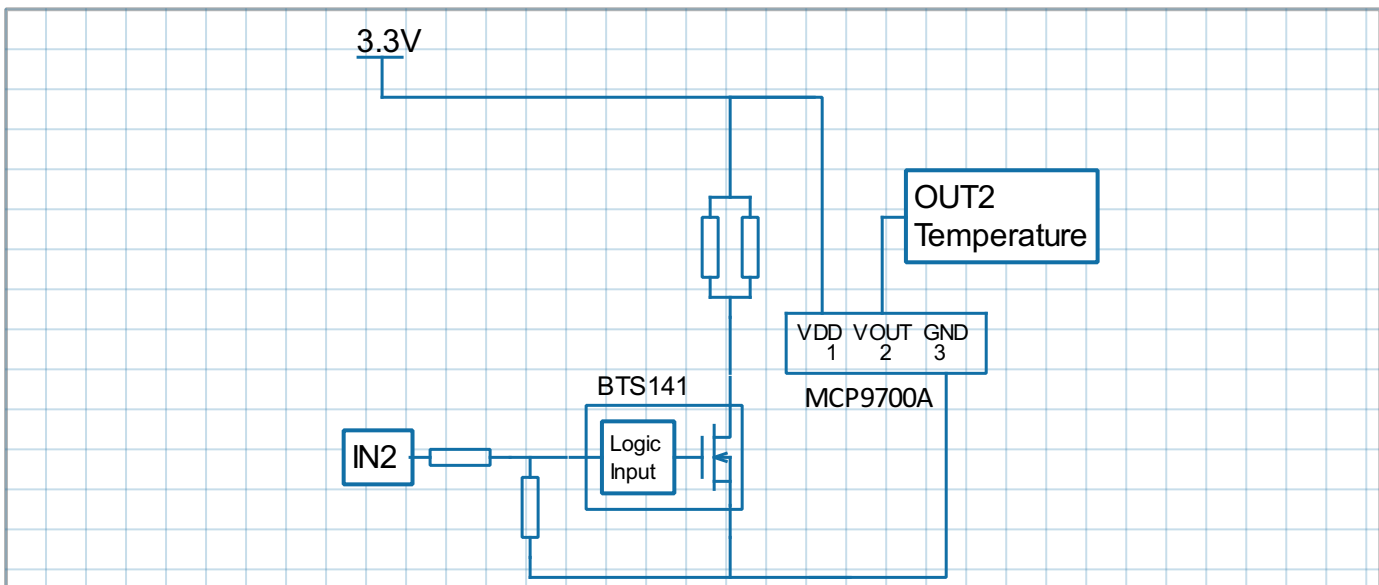 3.3V
OUT2
Temperature
VDD VOUT GND
1 2 3
MCP9700A
BTS141
IN2
Logic
Input